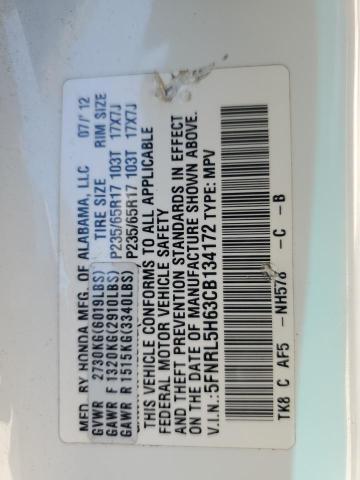 MFD. BY HONDA MFG. OF ALABAMA, LLC 07/'12
GVWR 2730KG(6019LBS) TIRE SIZE RIM SIZE
GAWR F 1320KG(2910LBS) P235/65R17 103T 17X7J
GAWR R 1515KG(3340LBS) P235/65R17 103T 17X7J
THIS VEHICLE CONFORMS TO ALL APPLICABLE
FEDERAL MOTOR VEHICLE SAFETY
AND THEFT PREVENTION STANDARDS IN EFFECT
ON THE DATE OF MANUFACTURE SHOWN ABOVE.
V.I.N.:5FNRL5H63CB134172 TYPE: MPV
TK8 C AF5 -NH578 -C -B